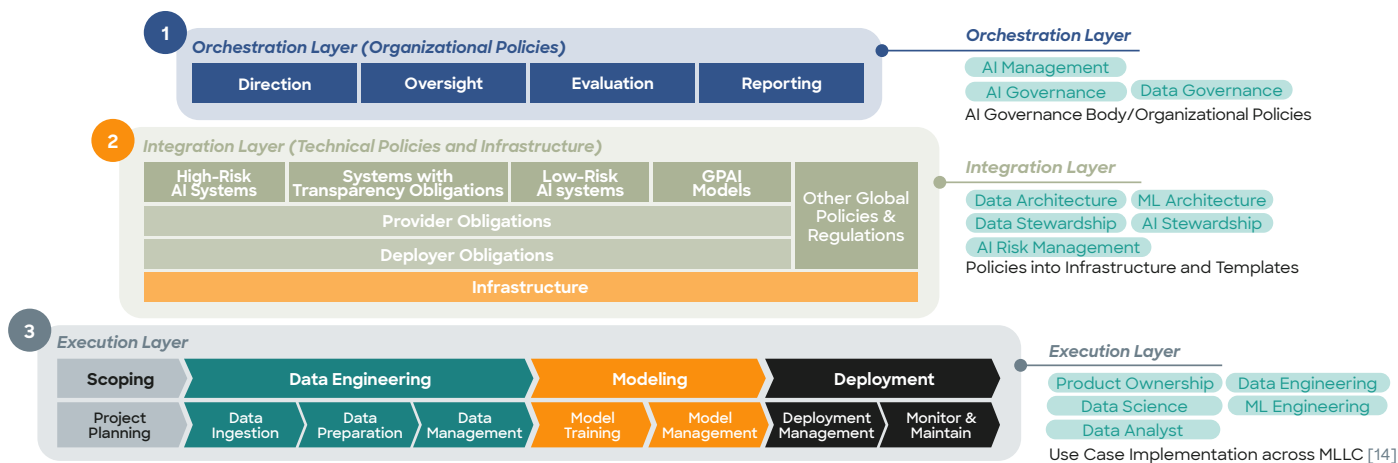 1
Orchestration Layer (Organizational Policies)
Direction
Oversight
Evaluation
Reporting
Orchestration Layer
AI Management
AI Governance
Data Governance
AI Governance Body/Organizational Policies
2
Integration Layer (Technical Policies and Infrastructure)
High-Risk
AI Systems
Systems with
Transparency Obligations
Low-Risk
AI systems
GPAI
Models
Other Global
Policies &
Regulations
Provider Obligations
Deployer Obligations
Infrastructure
Integration Layer
Data Architecture
ML Architecture
Data Stewardship
AI Stewardship
AI Risk Management
Policies into Infrastructure and Templates
3
Execution Layer
Scoping
Data Engineering
Modeling
Deployment
Project
Planning
Data
Ingestion
Data
Preparation
Data
Management
Model
Training
Model
Management
Deployment
Management
Monitor &
Maintain
Execution Layer
Product Ownership
Data Engineering
Data Science
ML Engineering
Data Analyst
Use Case Implementation across MLLC [14]